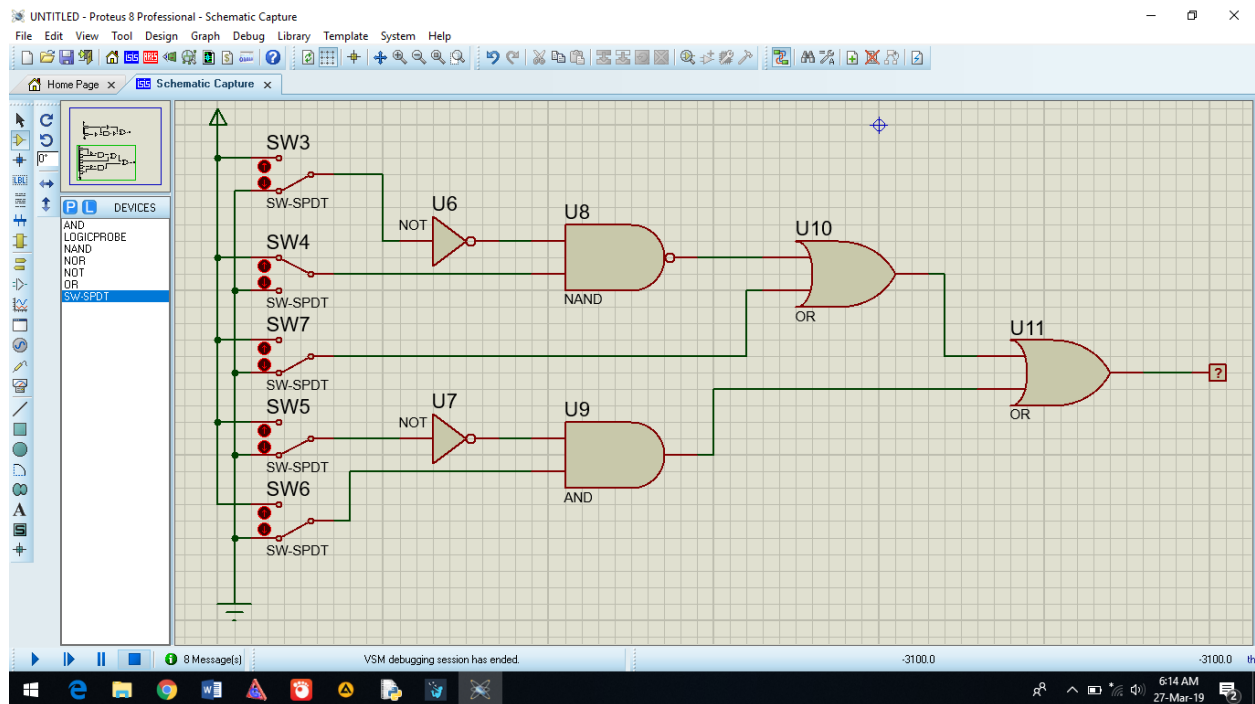 UNTITLED - Proteus 8 Professional - Schematic Capture
File Edit View Tool Design Graph Debug Library Template System Help
Home Page x
Schematic Capture x
0°
LBL
A
S
P L DEVICES
AND
LOGICPROBE
NAND
NOR
NOT
OR
SW-SPDT
SW3
SW-SPDT
SW4
SW-SPDT
SW7
SW-SPDT
SW5
SW-SPDT
SW6
SW-SPDT
U6
NOT
U7
NOT
U8
NAND
U9
AND
U10
OR
U11
OR
?
8 Message(s)
VSM debugging session has ended.
-3100.0
-3100.0
th
6:14 AM
27-Mar-19
2